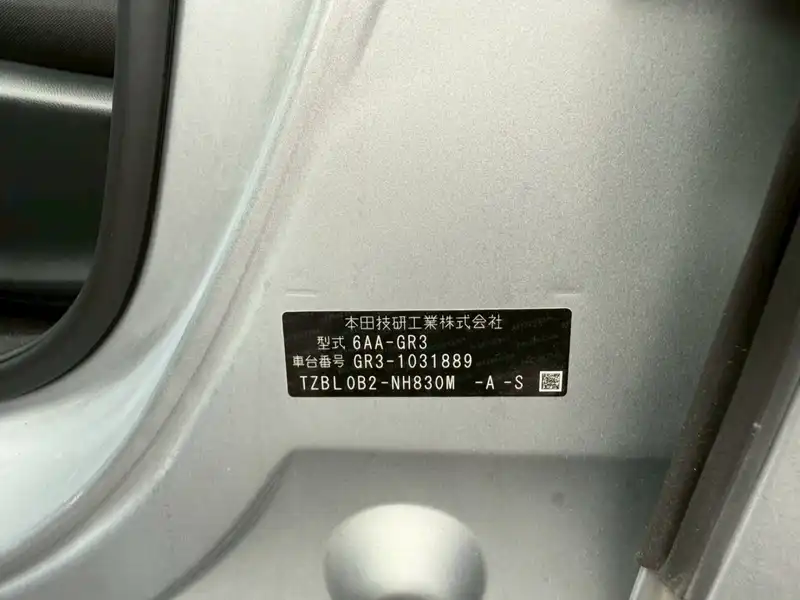 本田技研工業株式会社
型式 6AA-GR3
車台番号 GR3-1031889
TZBL0B2-NH830M -A-S